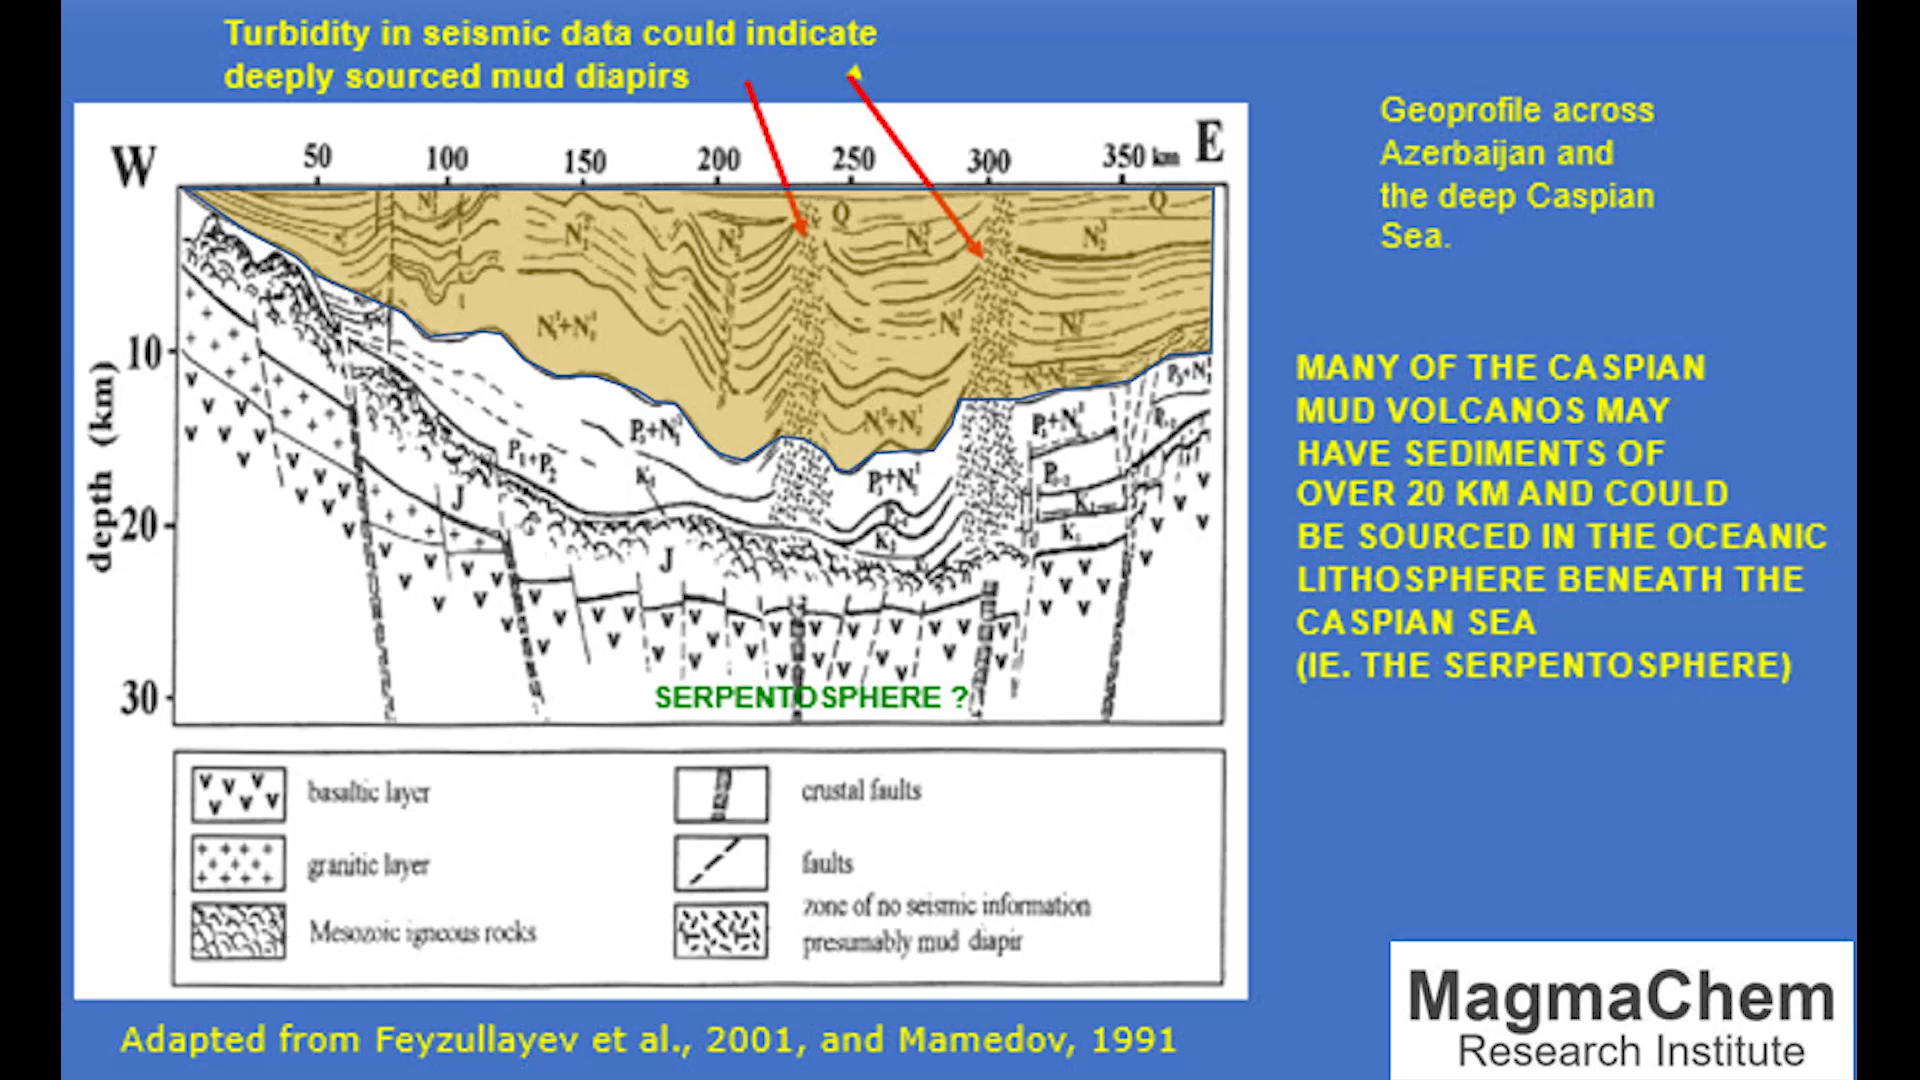 Turbidity in seismic data could indicate
deeply sourced mud diapirs
Geoprofile across
Azerbaijan and
the deep Caspian
Sea.
W 50 100 150 200 250 300 350 km E
Q Q
10
20
30
depth (km)
P₁+P₂
K₁
J
J
K₁
SERPENTOSPHERE ?
MANY OF THE CASPIAN
MUD VOLCANOS MAY
HAVE SEDIMENTS OF
OVER 20 KM AND COULD
BE SOURCED IN THE OCEANIC
LITHOSPHERE BENEATH THE
CASPIAN SEA
(IE. THE SERPENTOSPHERE)
basaltic layer
granitic layer
Mesozoic igneous rocks
crustal faults
faults
zone of no seismic information
presumably mud diapir
Adapted from Feyzullayev et al., 2001, and Mamedov, 1991
MagmaChem
Research Institute